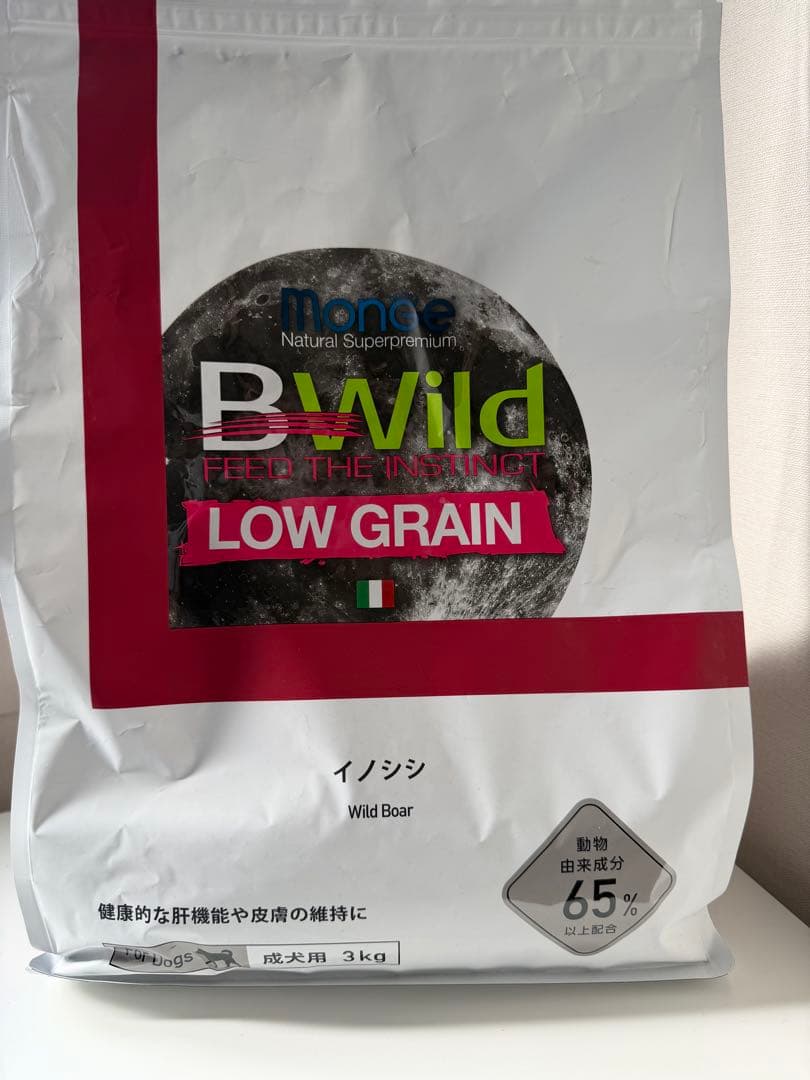 monge
Natural Superpremium
BWild
FEED THE INSTINCT
LOW GRAIN
イノシシ
Wild Boar
動物
由来成分
65%
以上配合
健康的な肝機能や皮膚の維持に
For Dogs 成犬用 3kg